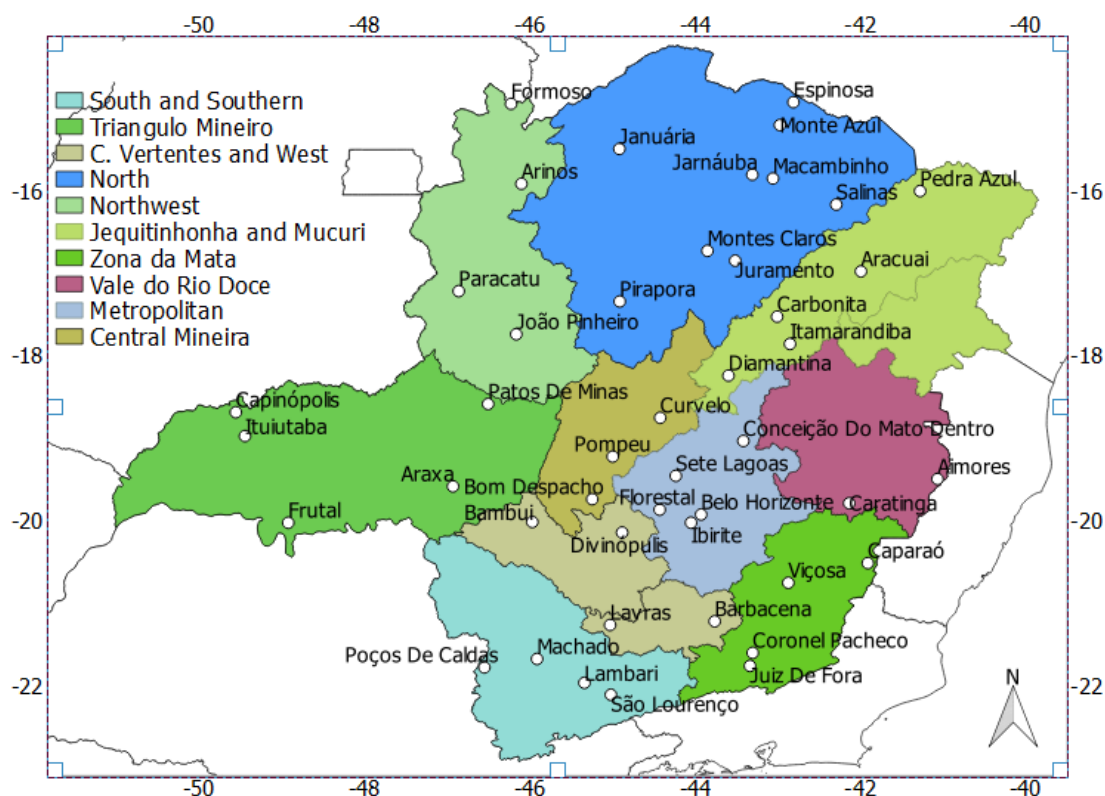 -50
-48
-46
-44
-42
-40
South and Southern
Triangulo Mineiro
C. Vertentes and West
North
Northwest
Jequitinhonha and Mucuri
Zona da Mata
Vale do Rio Doce
Metropolitan
Central Mineira
Formoso
Espinosa
Monte Azul
Januária
Jarnáuba
Macambinho
Arinos
Salinas
Pedra Azul
-16
-16
Montes Claros
Juramento
Aracuai
Paracatu
Pirapora
Carbonita
João Pinheiro
Itamarandiba
-18
-18
Diamantina
Patos De Minas
Capinópolis
Curvelo
Ituiutaba
Conceição Do Mato Dentro
Pompeu
Sete Lagoas
Aimores
Araxa
Bom Despacho
Florestal
Belo Horizonte
Caratinga
Frutal
Bambui
-20
-20
Ibirite
Divinópulis
Caparaó
Viçosa
Lavras
Barbacena
Poços De Caldas
Machado
Coronel Pacheco
Lambari
Juiz De Fora
-22
-22
São Lourenço
N
-50
-48
-46
-44
-42
-40